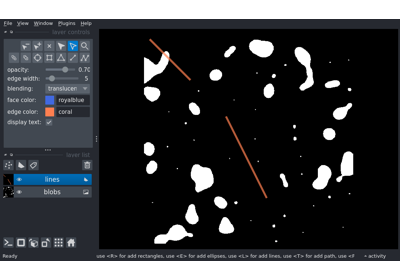 File View Window Plugins Help
layer controls
opacity: 0.70
edge width: 5
blending: translucen
face color: royalblue
edge color: coral
display text:
layer list
lines
blobs
Ready use <R> for add rectangles, use <E> for add ellipses, use <L> for add lines, use <T> for add path, use <P activity